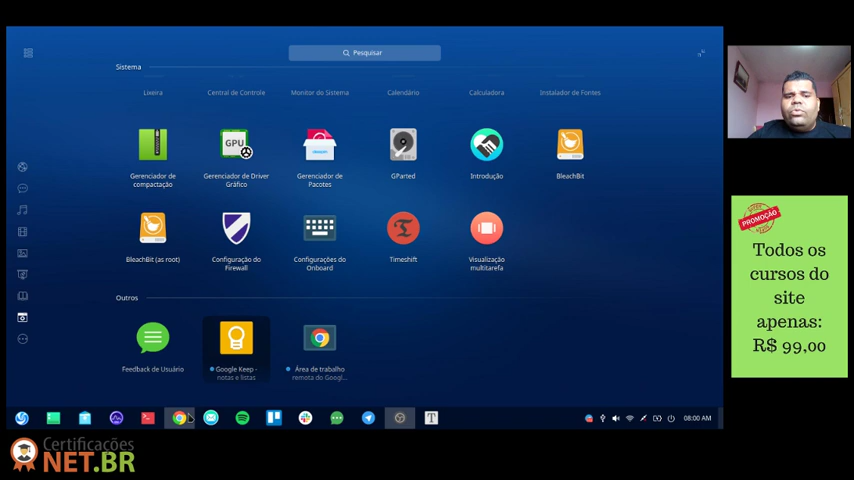 Pesquisar
Sistema
Lixeira
Central de Controle
Monitor do Sistema
Calendário
Calculadora
Instalador de Fontes
GPU
Gerenciador de
compactação
Gerenciador de Driver
Gráfico
Gerenciador de
Pacotes
GParted
Introdução
BleachBit
BleachBit (as root)
Configuração do
Firewall
Configurações do
Onboard
Timeshift
Visualização
multitarefa
Outros
Feedback de Usuário
Google Keep -
notas e listas
Área de trabalho
remota do Googl...
T
08:00 AM
PROMOÇÃO
Todos os
cursos do
site
apenas:
R$ 99,00
Certificações
NET.BR